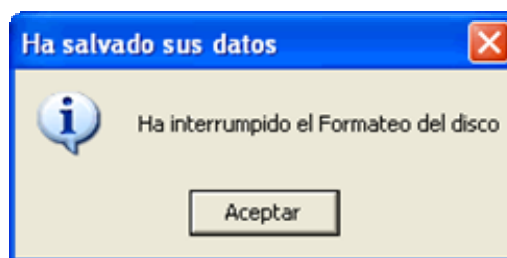 Ha salvado sus datos
Ha interrumpido el Formateo del disco
Aceptar